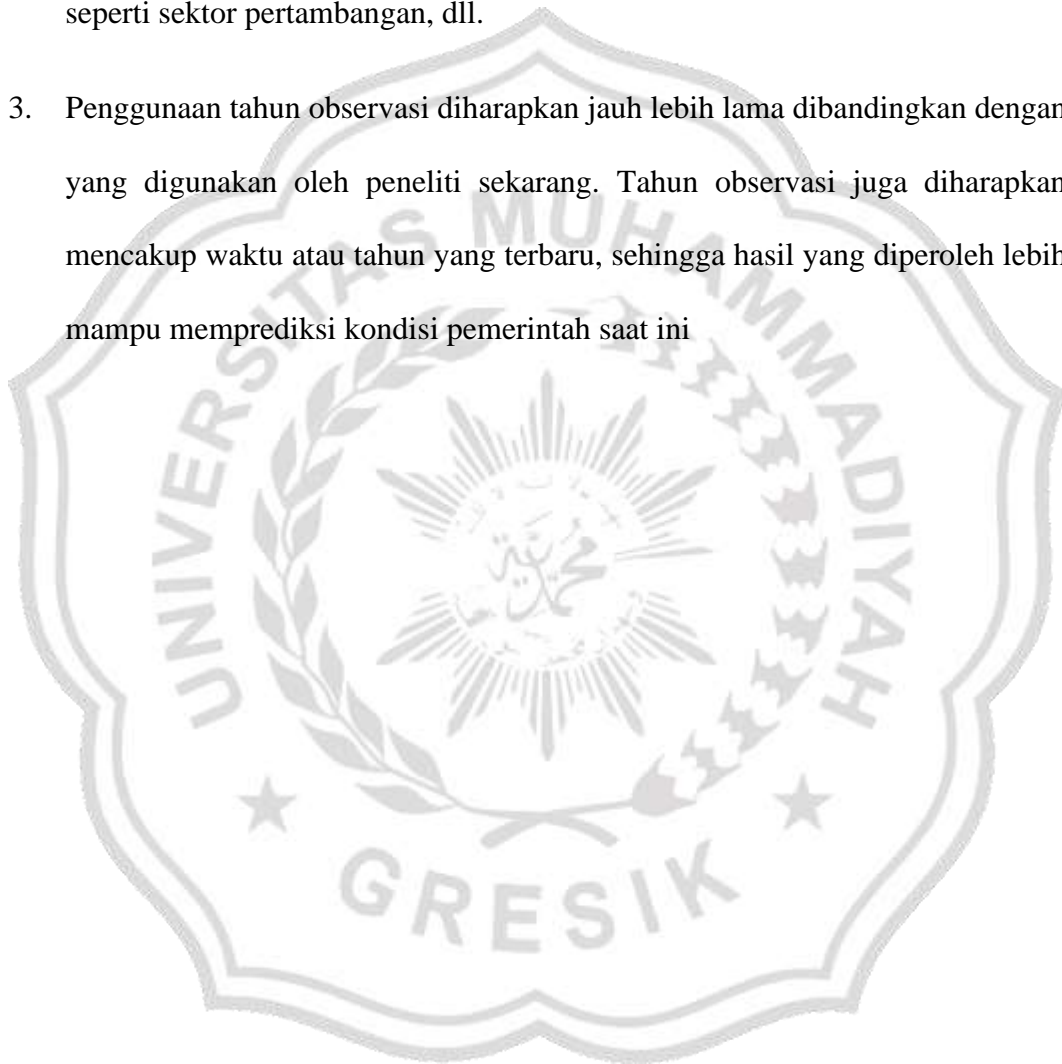 seperti sektor pertambangan, dll.
3. Penggunaan tahun observasi diharapkan jauh lebih lama dibandingkan dengan
yang digunakan oleh peneliti sekarang. Tahun observasi juga diharapkan
mencakup waktu atau tahun yang terbaru, sehingga hasil yang diperoleh lebih
mampu memprediksi kondisi pemerintah saat ini
UNIVERSITAS MUHAMMADIYAH
GRESIK